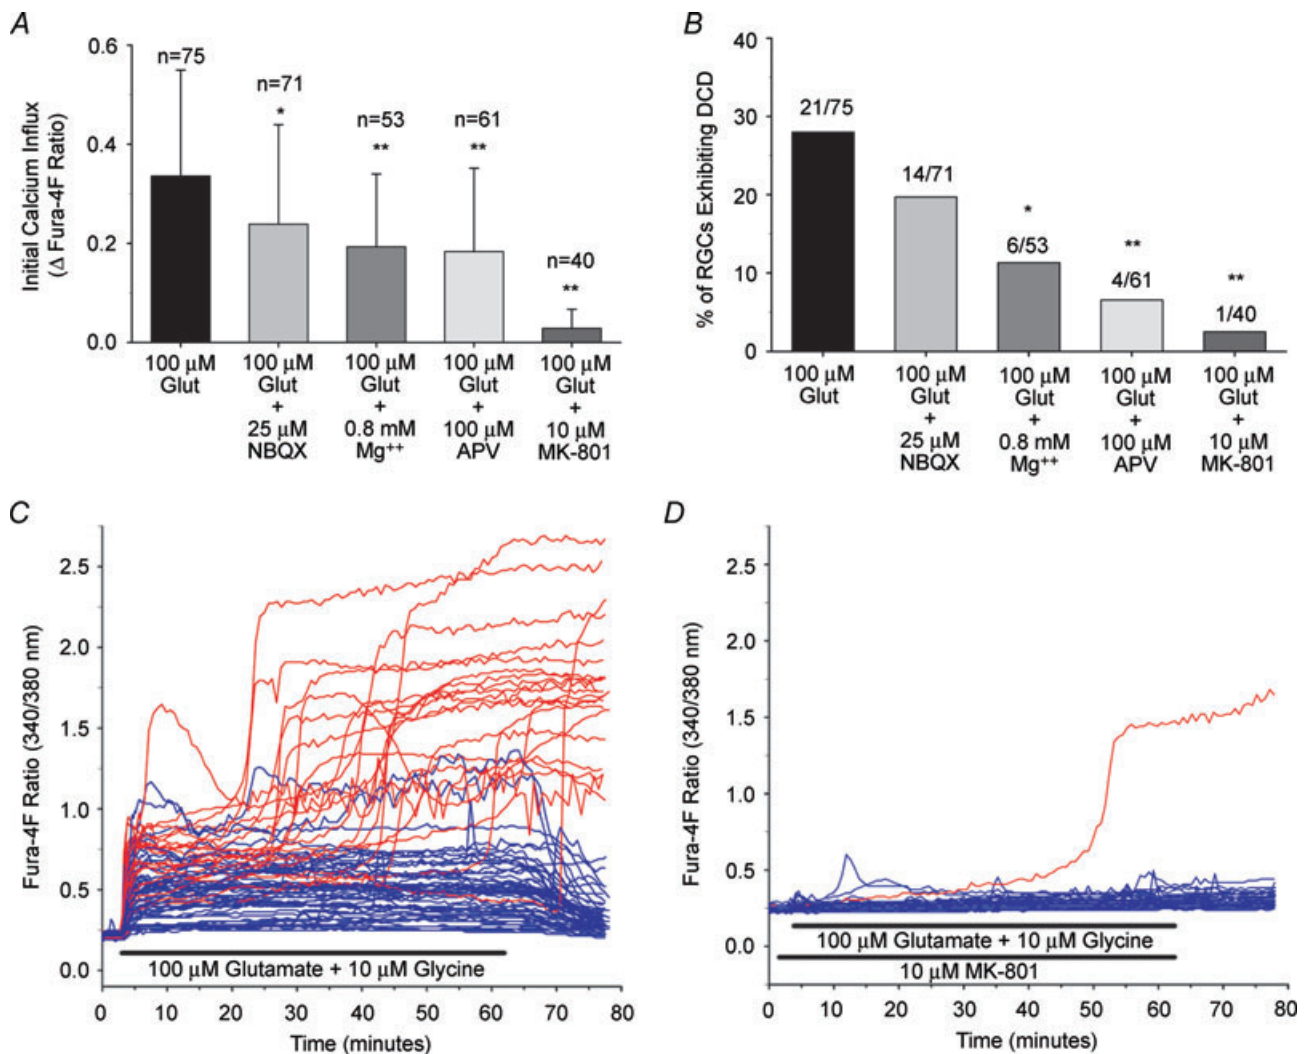 A
Initial Calcium Influx
(Δ Fura-4F Ratio)
0.6
0.4
0.2
0.0
n=75
n=71
*
n=53
**
n=61
**
n=40
**
100 μM
Glut
100 μM
Glut
+
25 μM
NBQX
100 μM
Glut
+
0.8 mM
Mg⁺⁺
100 μM
Glut
+
100 μM
APV
100 μM
Glut
+
10 μM
MK-801
B
% of RGCs Exhibiting DCD
40
30
20
10
0
21/75
14/71
*
6/53
**
4/61
**
1/40
100 μM
Glut
100 μM
Glut
+
25 μM
NBQX
100 μM
Glut
+
0.8 mM
Mg⁺⁺
100 μM
Glut
+
100 μM
APV
100 μM
Glut
+
10 μM
MK-801
C
Fura-4F Ratio (340/380 nm)
2.5
2.0
1.5
1.0
0.5
0.0
100 μM Glutamate + 10 μM Glycine
0 10 20 30 40 50 60 70 80
Time (minutes)
D
Fura-4F Ratio (340/380 nm)
2.5
2.0
1.5
1.0
0.5
0.0
100 μM Glutamate + 10 μM Glycine
10 μM MK-801
0 10 20 30 40 50 60 70 80
Time (minutes)